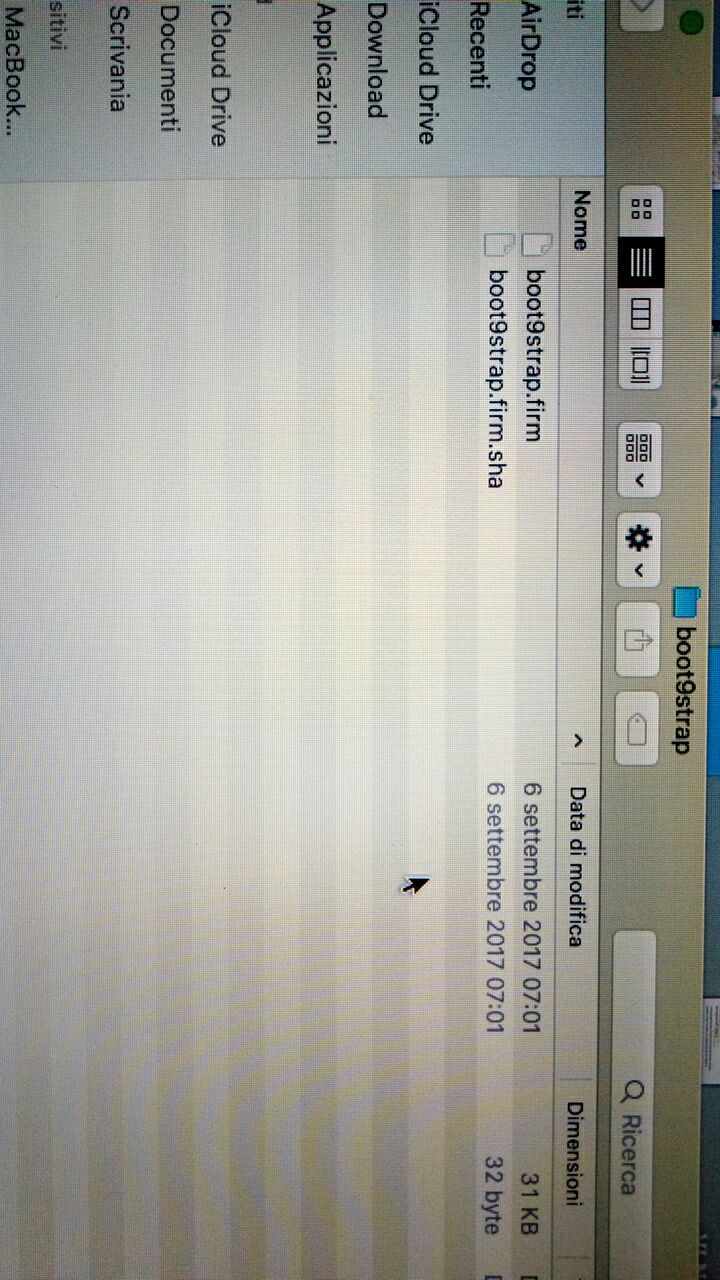 boot9strap
Ricerca
iti
AirDrop
Recenti
iCloud Drive
Download
Applicazioni
iCloud Drive
Documenti
Scrivania
sitivi
MacBook...
Nome
Data di modifica
Dimensioni
boot9strap.firm
6 settembre 2017 07:01
31 KB
boot9strap.firm.sha
6 settembre 2017 07:01
32 byte